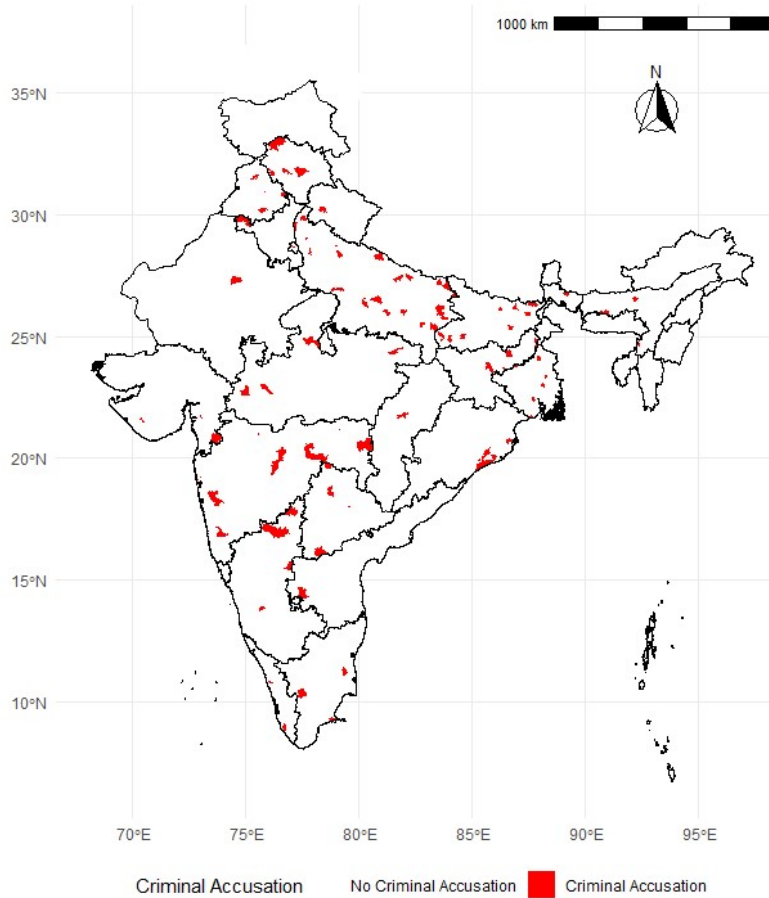 1000 km
N
35°N
30°N
25°N
20°N
15°N
10°N
70°E 75°E 80°E 85°E 90°E 95°E
Criminal Accusation No Criminal Accusation Criminal Accusation